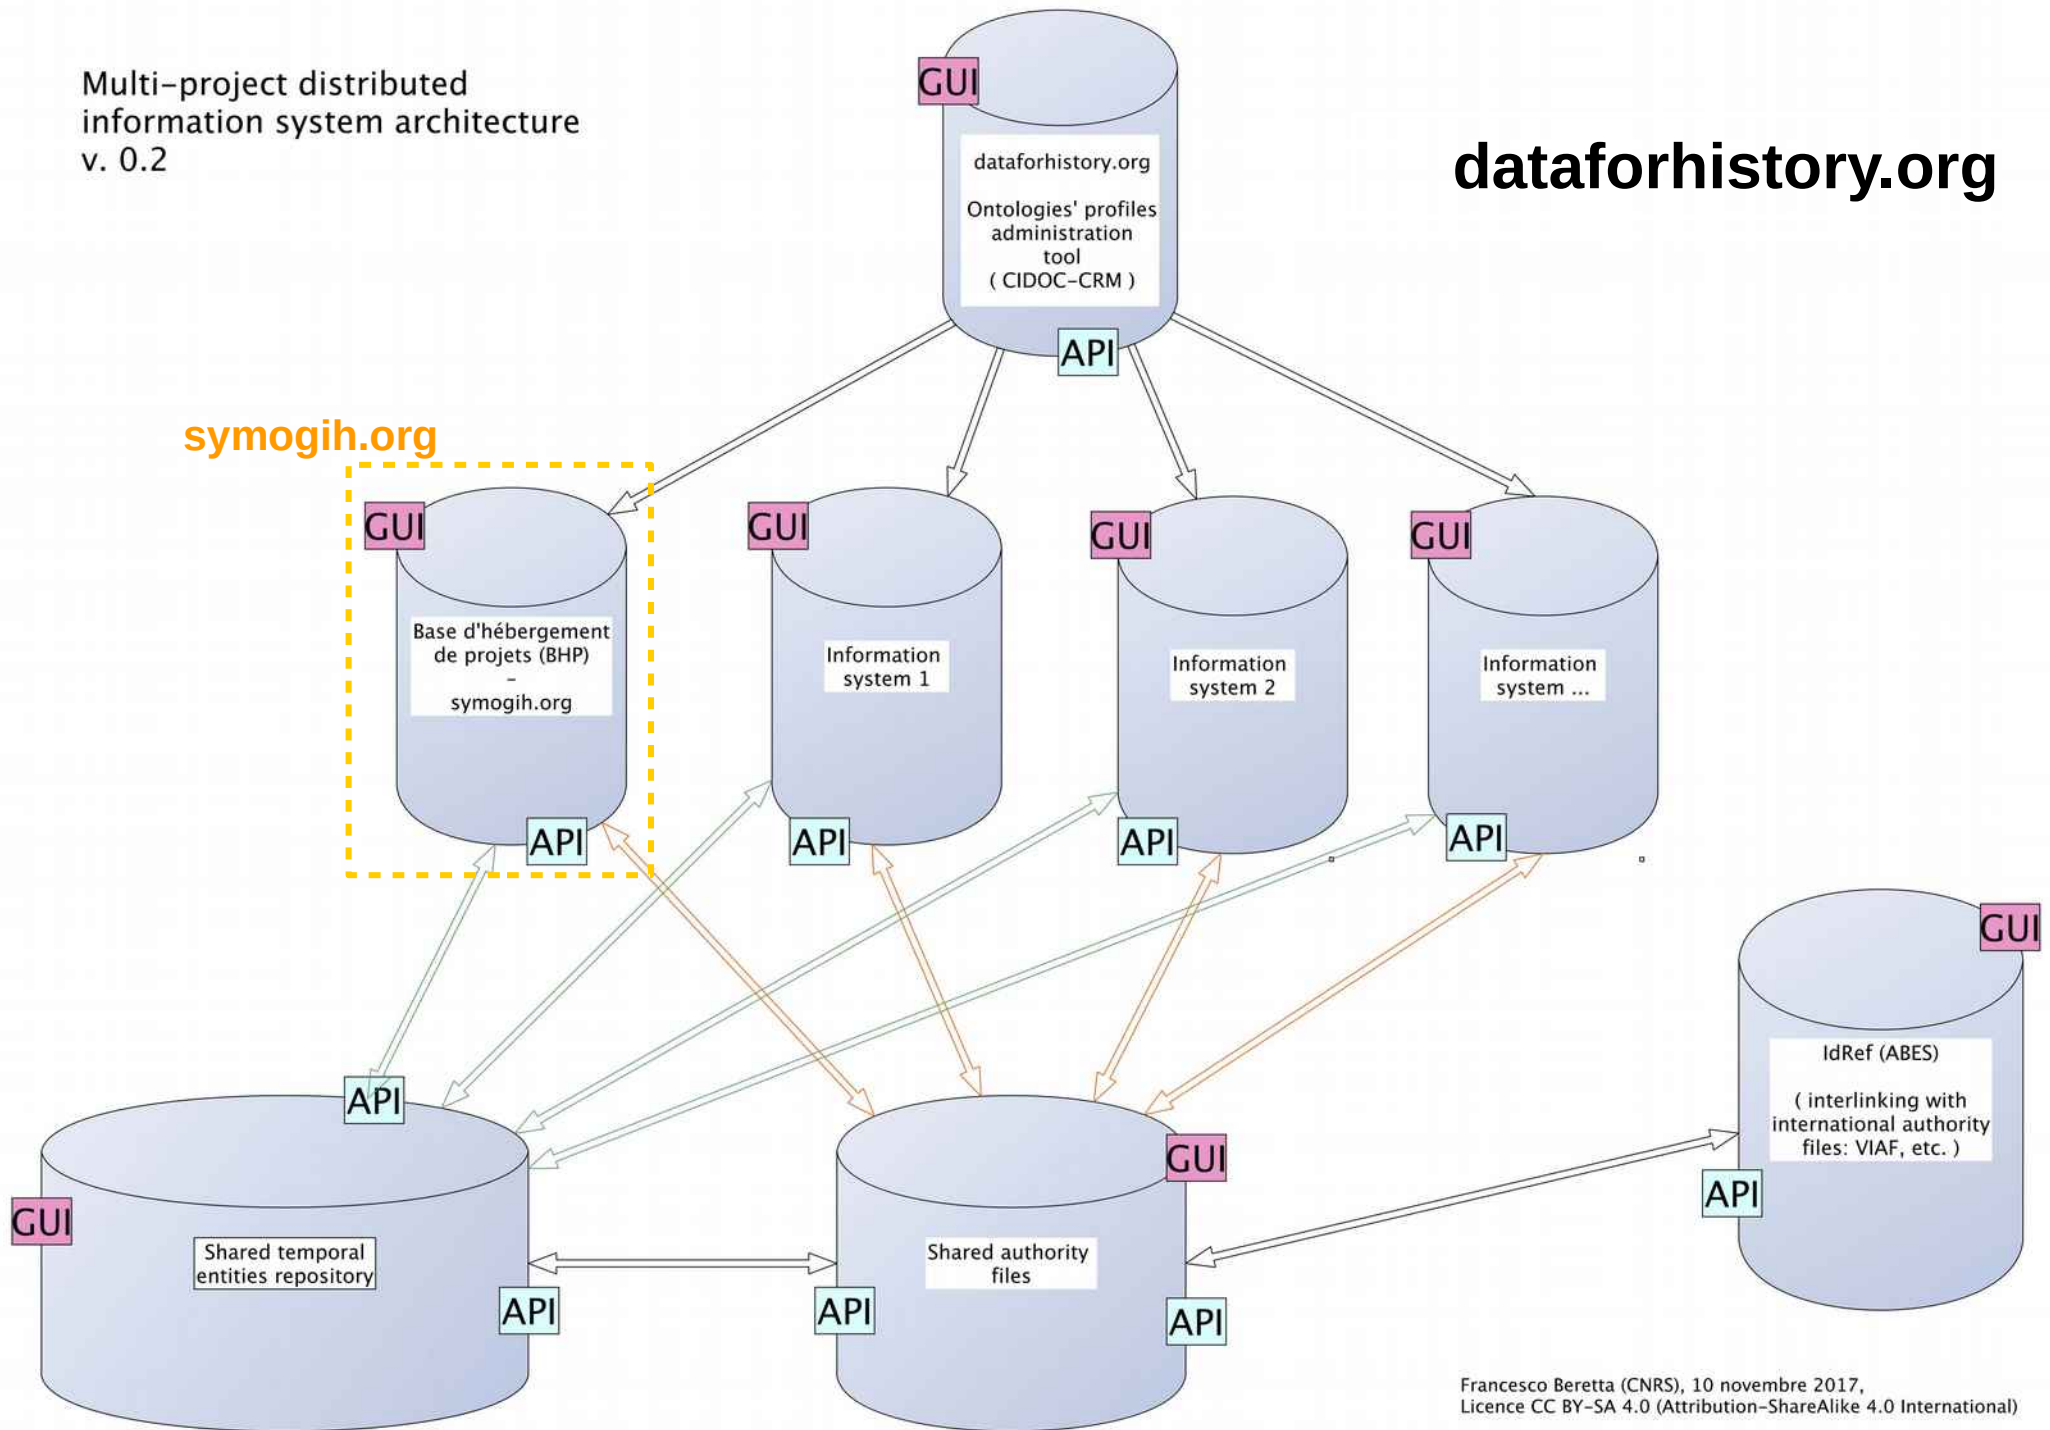 Multi-project distributed
information system architecture
v. 0.2
dataforhistory.org
GUI
dataforhistory.org
Ontologies' profiles
administration
tool
( CIDOC-CRM )
API
symogih.org
GUI
Base d'hébergement
de projets (BHP)
–
symogih.org
API
GUI
Information
system 1
API
GUI
Information
system 2
API
GUI
Information
system ...
API
API
GUI
Shared temporal
entities repository
API
GUI
Shared authority
files
API
API
GUI
IdRef (ABES)
( interlinking with
international authority
files: VIAF, etc. )
API
Francesco Beretta (CNRS), 10 novembre 2017,
Licence CC BY-SA 4.0 (Attribution-ShareAlike 4.0 International)